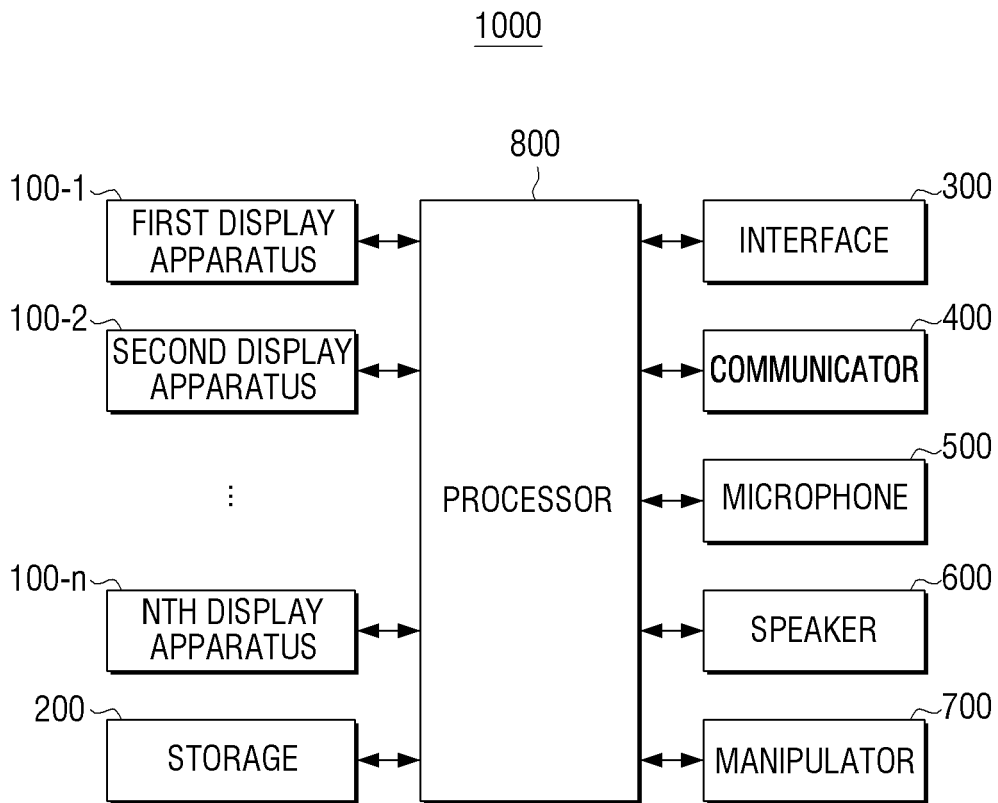 1000
800
100-1
FIRST DISPLAY
APPARATUS
300
INTERFACE
100-2
SECOND DISPLAY
APPARATUS
400
COMMUNICATOR
...
PROCESSOR
500
MICROPHONE
100-n
NTH DISPLAY
APPARATUS
600
SPEAKER
200
STORAGE
700
MANIPULATOR